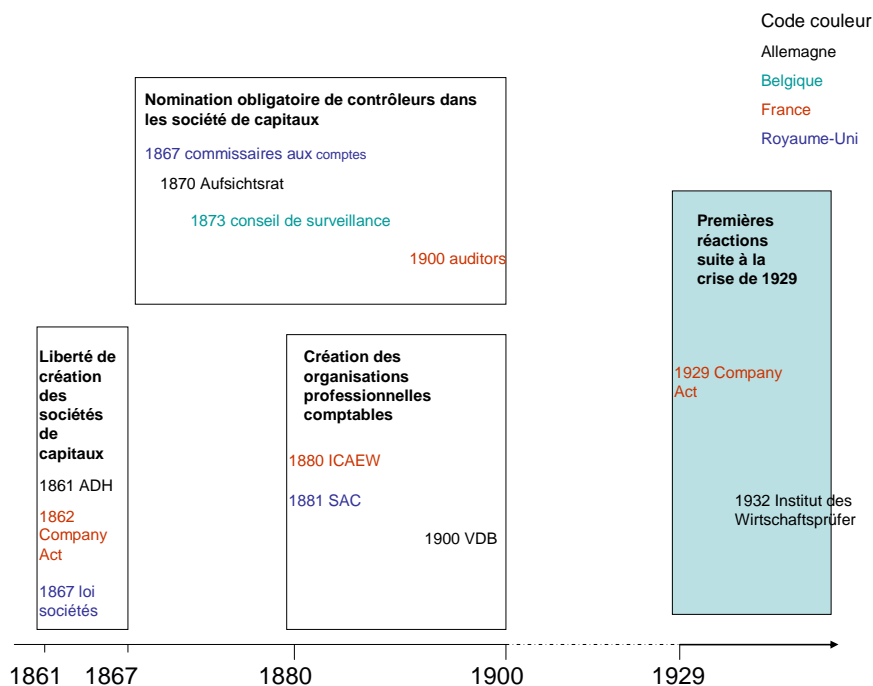 Code couleur
Allemagne
Belgique
France
Royaume-Uni
Nomination obligatoire de contrôleurs dans
les société de capitaux
1867 commissaires aux comptes
1870 Aufsichtsrat
1873 conseil de surveillance
1900 auditors
Premières
réactions
suite à la
crise de 1929
1929 Company
Act
1932 Institut des
Wirtschaftsprüfer
Liberté de
création
des
sociétés
de
capitaux
1861 ADH
1862
Company
Act
1867 loi
sociétés
Création des
organisations
professionnelles
comptables
1880 ICAEW
1881 SAC
1900 VDB
1861
1867
1880
1900
1929